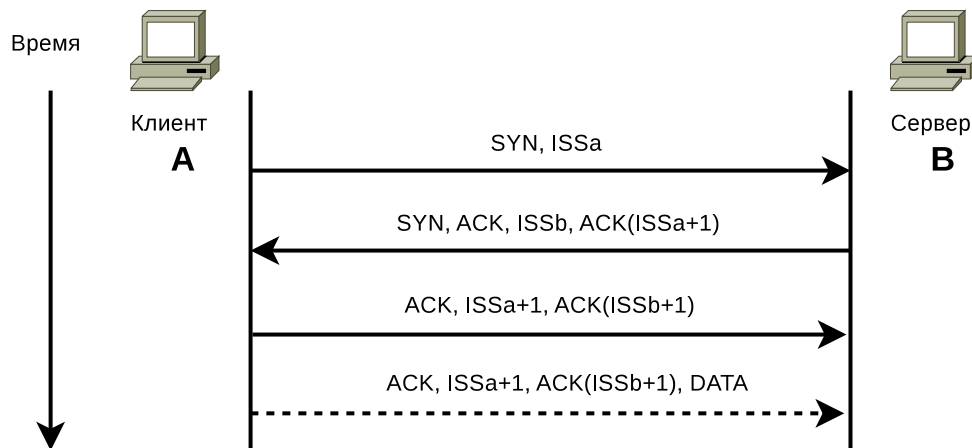 Время
Клиент
A
Сервер
B
SYN, ISSa
SYN, ACK, ISSb, ACK(ISSa+1)
ACK, ISSa+1, ACK(ISSb+1)
ACK, ISSa+1, ACK(ISSb+1), DATA